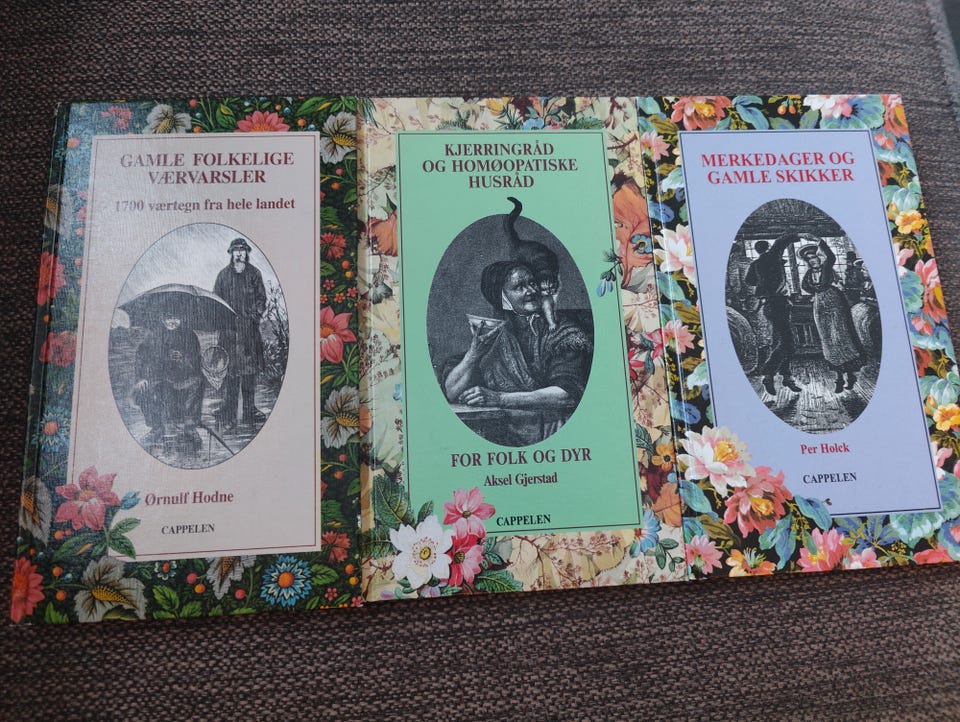 GAMLE FOLKELIGE
VÆRVARSLER
1700 værtegn fra hele landet
Ørnulf Hodne
CAPPELEN
KJERRINGRÅD
OG HOMØOPATISKE
HUSRÅD
FOR FOLK OG DYR
Aksel Gjerstad
CAPPELEN
MERKEDAGER OG
GAMLE SKIKKER
Per Holck
CAPPELEN